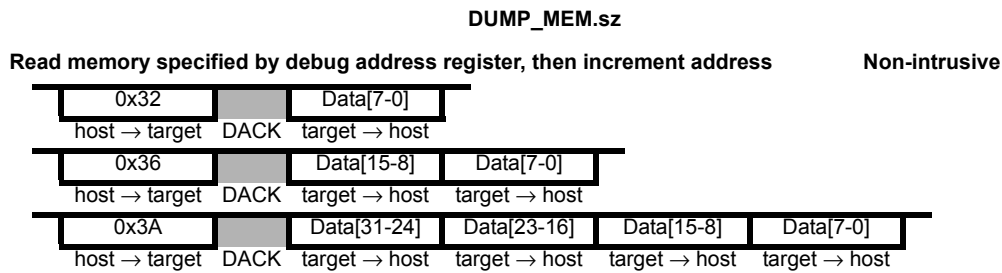 DUMP_MEM.sz
Read memory specified by debug address register, then increment address Non-intrusive
0x32 Data[7-0]
host → target DACK target → host
0x36 Data[15-8] Data[7-0]
host → target DACK target → host target → host
0x3A Data[31-24] Data[23-16] Data[15-8] Data[7-0]
host → target DACK target → host target → host target → host target → host